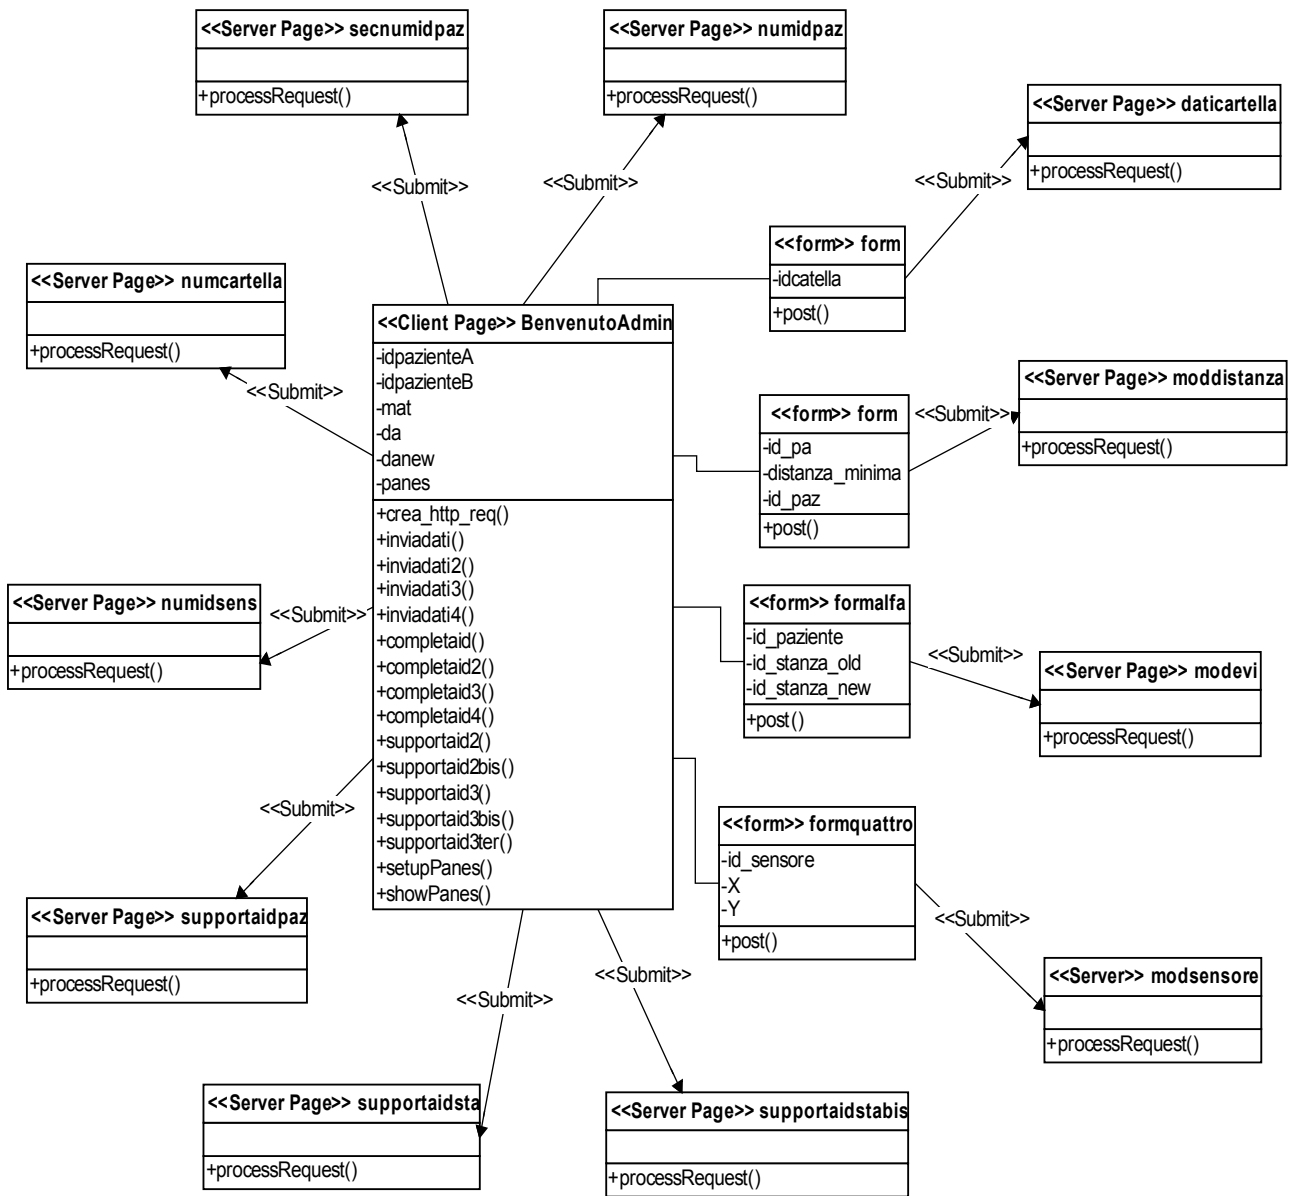 <<Server Page>> secnumidpaz
+processRequest()
<<Server Page>> numidpaz
+processRequest()
<<Server Page>> daticartella
+processRequest()
<<Submit>>
<<Submit>>
<<Submit>>
<<form>> form
-idcatella
+post()
<<Server Page>> numcartella
+processRequest()
<<Submit>>
<<Client Page>> BenvenutoAdmin
-idpazienteA
-idpazienteB
-mat
-da
-danew
-panes
+crea_http_req()
+inviadati()
+inviadati2()
+inviadati3()
+inviadati4()
+completaid()
+completaid2()
+completaid3()
+completaid4()
+supportaid2()
+supportaid2bis()
+supportaid3()
+supportaid3bis()
+supportaid3ter()
+setupPanes()
+showPanes()
<<form>> form
-id_pa
-distanza_minima
-id_paz
+post()
<<Submit>>
<<Server Page>> moddistanza
+processRequest()
<<Server Page>> numidsens
+processRequest()
<<Submit>>
<<form>> formalfa
-id_paziente
-id_stanza_old
-id_stanza_new
+post()
<<Submit>>
<<Server Page>> modevi
+processRequest()
<<Submit>>
<<Server Page>> supportaidpaz
+processRequest()
<<form>> formquattro
-id_sensore
-X
-Y
+post()
<<Submit>>
<<Server>> modsensore
+processRequest()
<<Submit>>
<<Submit>>
<<Server Page>> supportaidsta
+processRequest()
<<Server Page>> supportaidstabis
+processRequest()